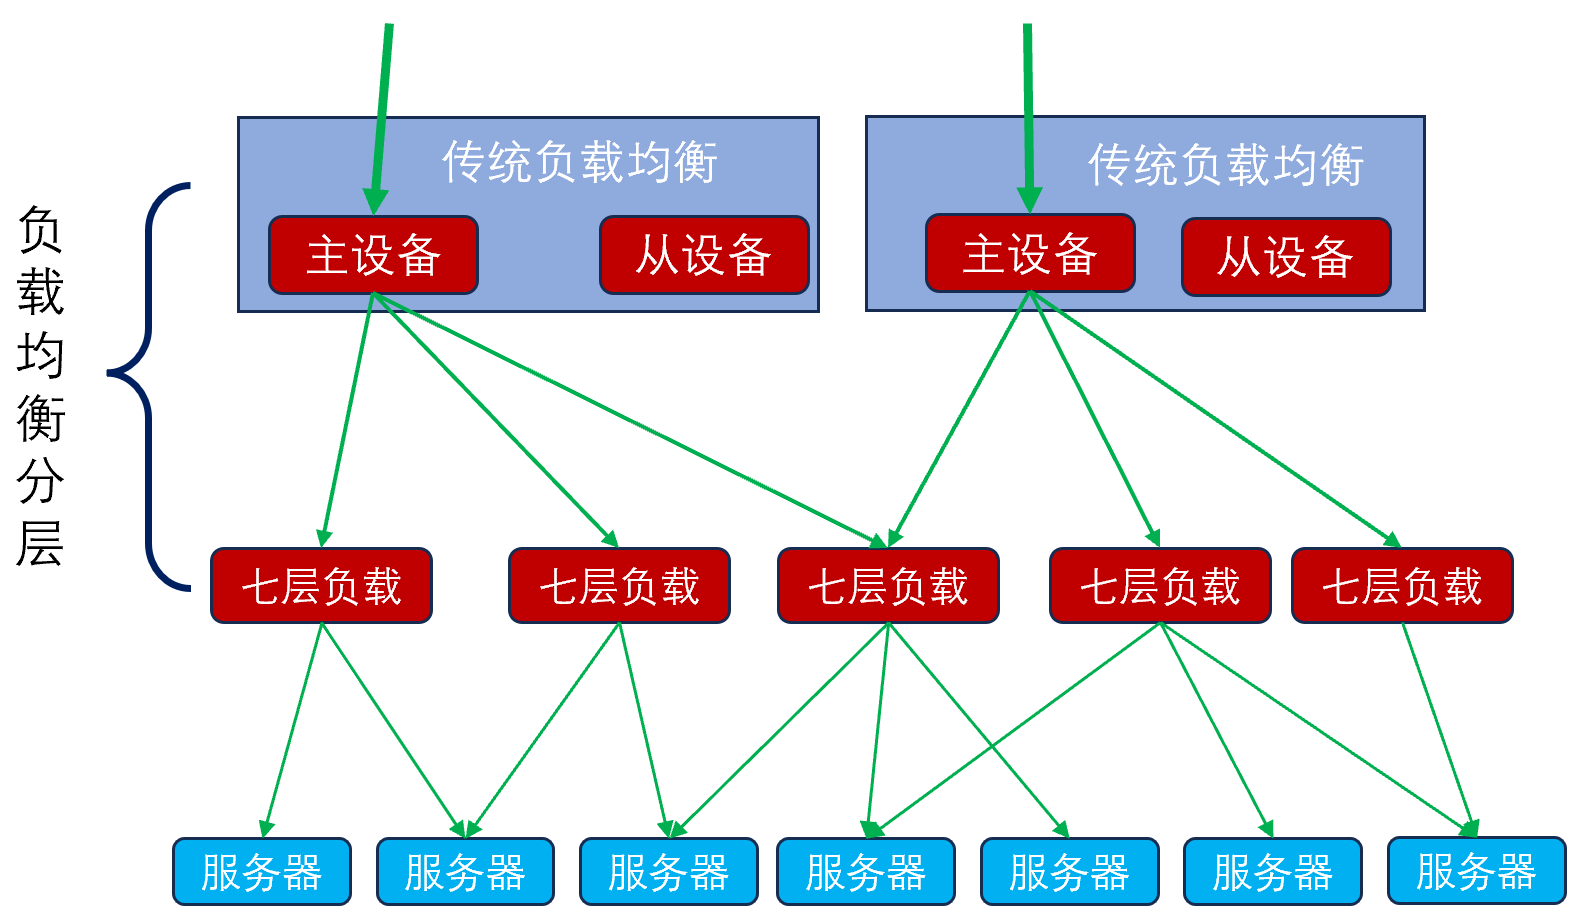 传统负载均衡
传统负载均衡
主设备
从设备
主设备
从设备
负载均衡分层
七层负载
七层负载
七层负载
七层负载
七层负载
服务器
服务器
服务器
服务器
服务器
服务器
服务器